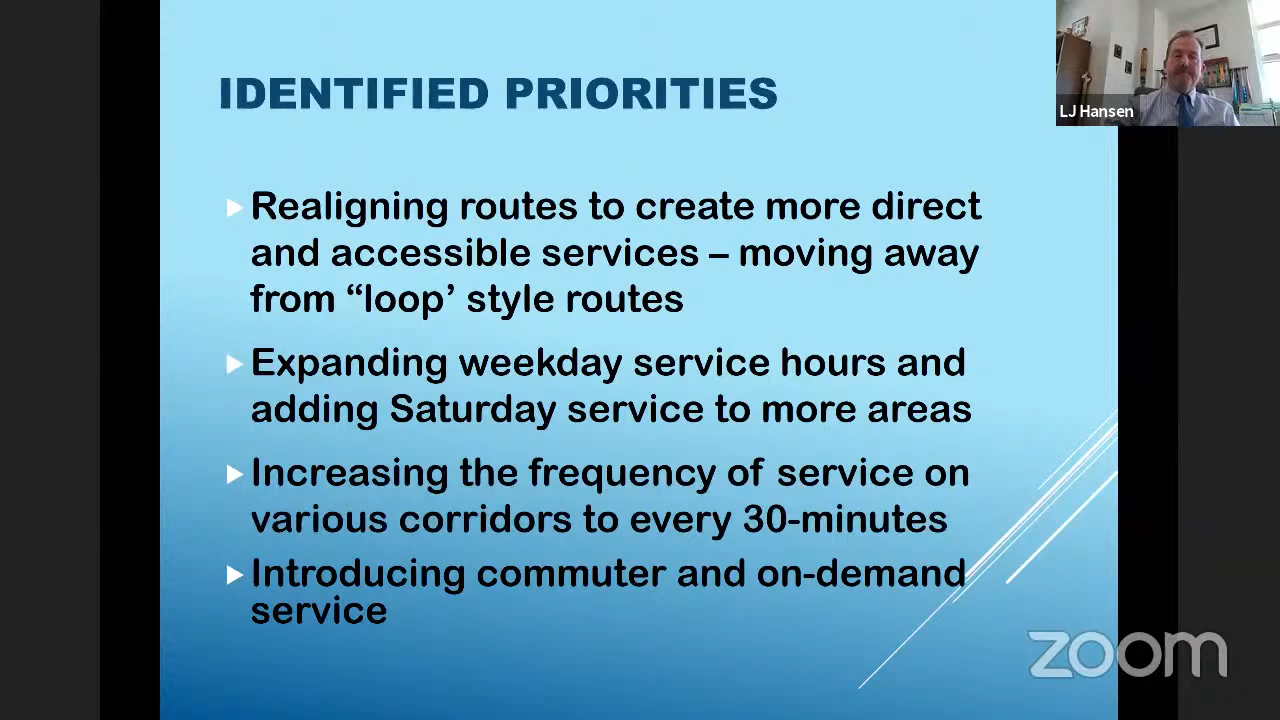 IDENTIFIED PRIORITIES
LJ Hansen
Realigning routes to create more direct
and accessible services – moving away
from “loop’ style routes
Expanding weekday service hours and
adding Saturday service to more areas
Increasing the frequency of service on
various corridors to every 30-minutes
Introducing commuter and on-demand
service
zoom